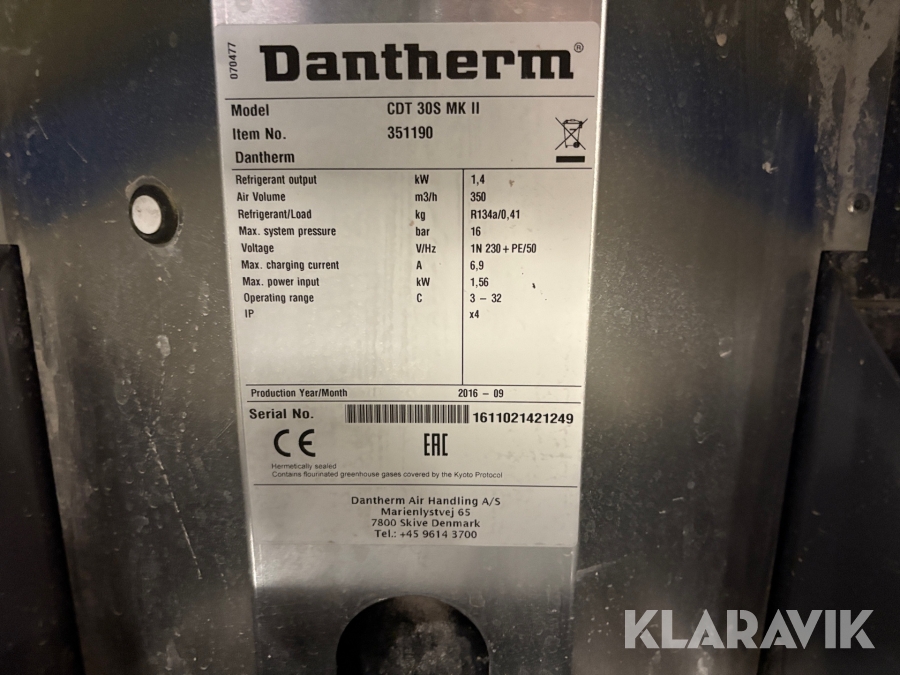 070477
Dantherm®
Model CDT 30S MK II
Item No. 351190
Dantherm
Refrigerant output kW 1,4
Air Volume m3/h 350
Refrigerant/Load kg R134a/0,41
Max. system pressure bar 16
Voltage V/Hz 1N 230 + PE/50
Max. charging current A 6,9
Max. power input kW 1,56
Operating range C 3 – 32
IP x4
Production Year/Month 2016 – 09
Serial No. 1611021421249
CE EAC
Hermetically sealed
Contains flourinated greenhouse gases covered by the Kyoto Protocol
Dantherm Air Handling A/S
Marienlystvej 65
7800 Skive Denmark
Tel.: +45 9614 3700
KLARAVIK